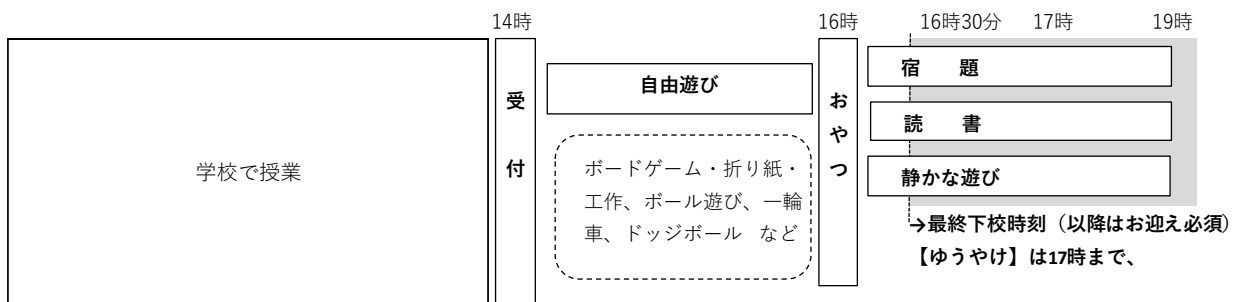 14時
16時
16時30分
17時
19時
学校で授業
受付
自由遊び
ボードゲーム・折り紙・
工作、ボール遊び、一輪
車、ドッジボール　など
おやつ
宿　題
読　書
静かな遊び
→最終下校時刻（以降はお迎え必須）
【ゆうやけ】は17時まで、